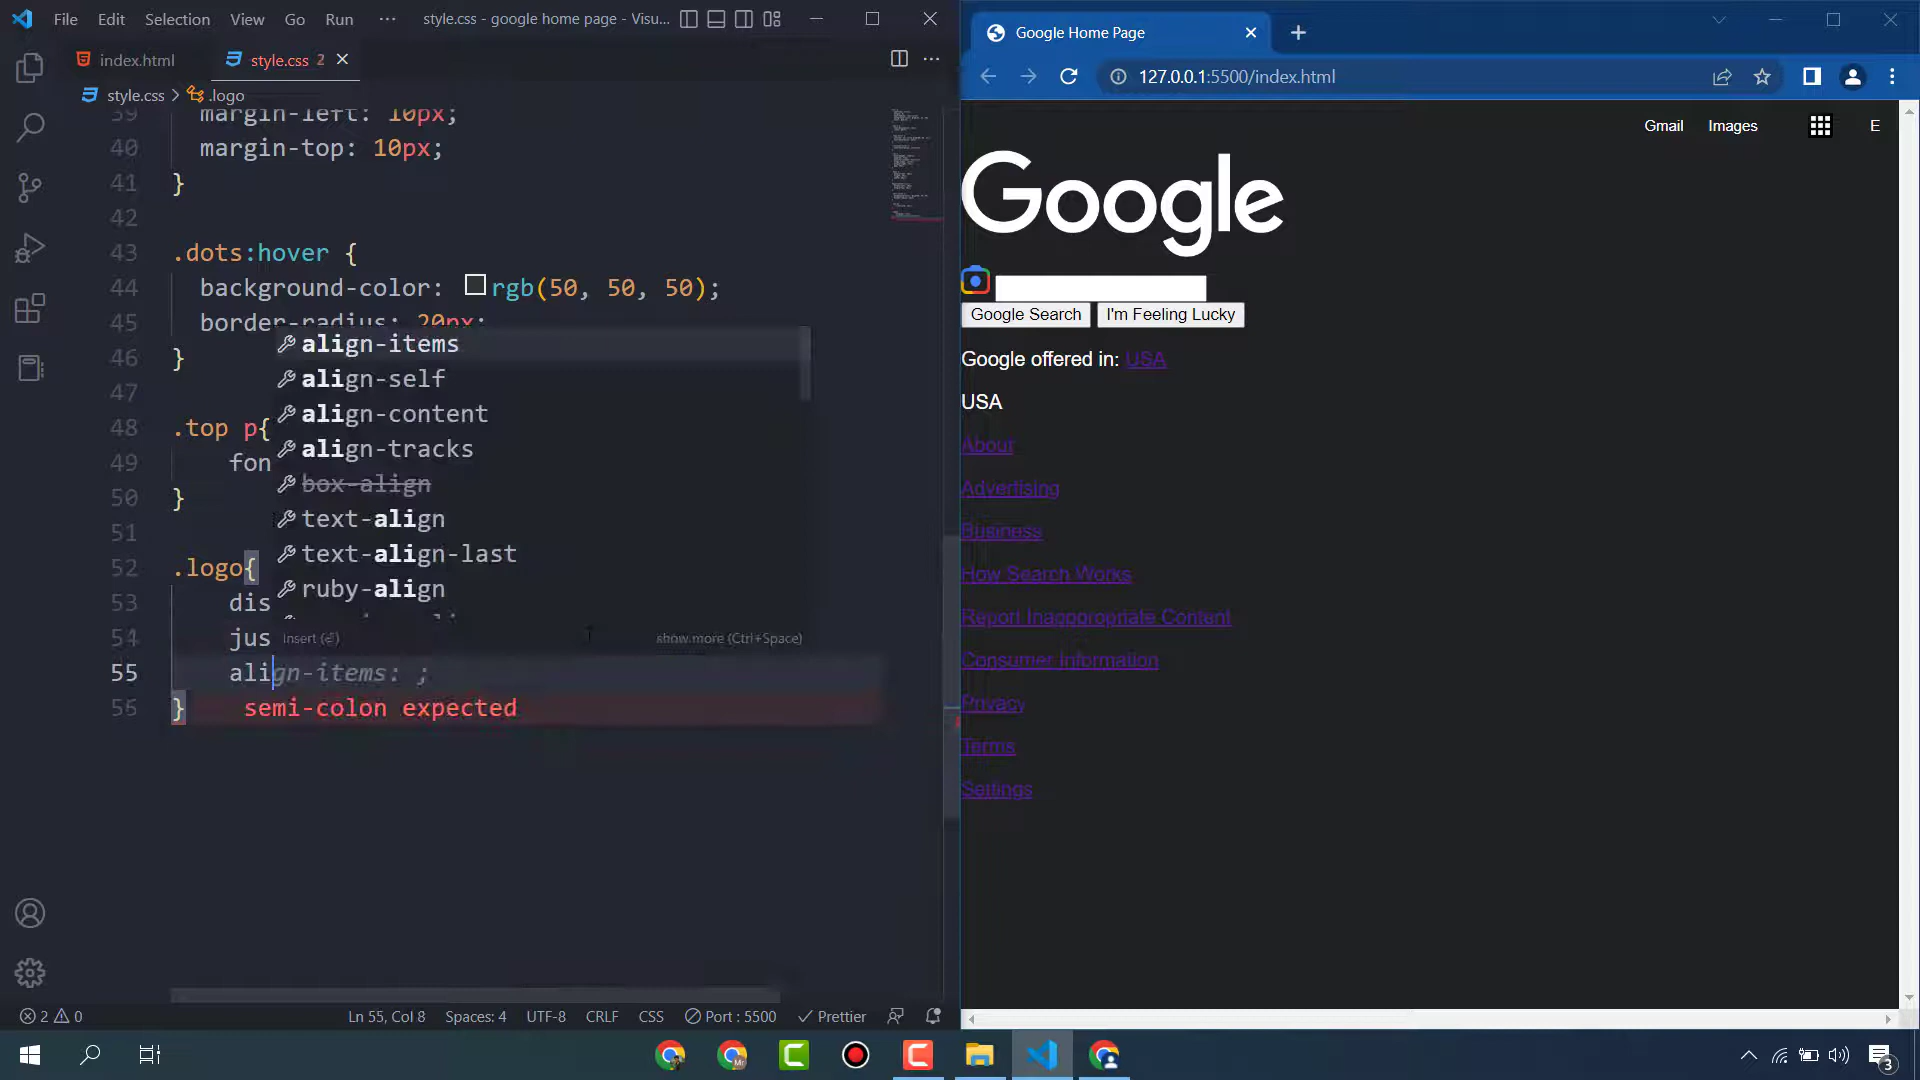 File Edit Selection View Go Run ··· style.css - google home page - Visu...
index.html style.css 2
style.css > .logo
39 margin-left: 10px;
40 margin-top: 10px;
41 }
42
43 .dots:hover {
44 background-color: rgb(50, 50, 50);
45 border-radius: 20px;
46 }
47
48 .top p{
49 fon
50 }
51
52 .logo{
53 dis
54 jus
55 align-items: ;
56 } semi-colon expected
align-items
align-self
align-content
align-tracks
box-align
text-align
text-align-last
ruby-align
insert
show more (Ctrl+Space)
2 0 Ln 55, Col 8 Spaces: 4 UTF-8 CRLF CSS Port : 5500 Prettier
Google Home Page
127.0.0.1:5500/index.html
Gmail Images E
Google
Google Search I'm Feeling Lucky
Google offered in: USA
USA
About
Advertising
Business
How Search Works
Report Inappropriate Content
Consumer Information
Privacy
Terms
Settings
3